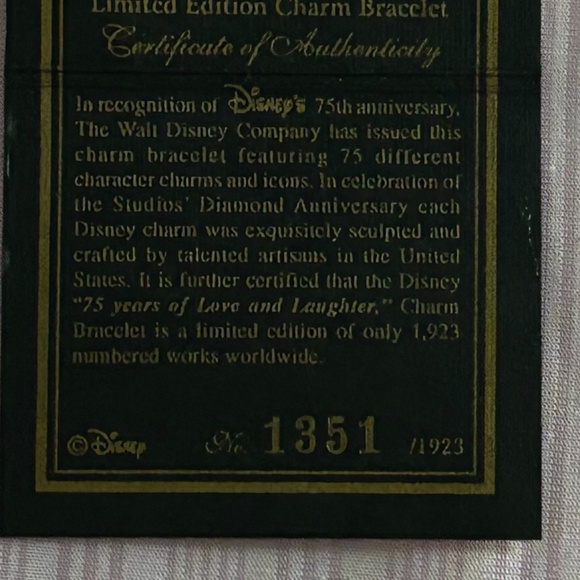 Limited Edition Charm Bracelet
Certificate of Authenticity
In recognition of Disney's 75th anniversary,
The Walt Disney Company has issued this
charm bracelet featuring 75 different
character charms and icons. In celebration of
the Studios' Diamond Anniversary each
Disney charm was exquisitely sculpted and
crafted by talented artisans in the United
States. It is further certified that the Disney
"75 years of Love and Laughter," Charm
Bracelet is a limited edition of only 1,923
numbered works worldwide.
©Disney No. 1351 /1923